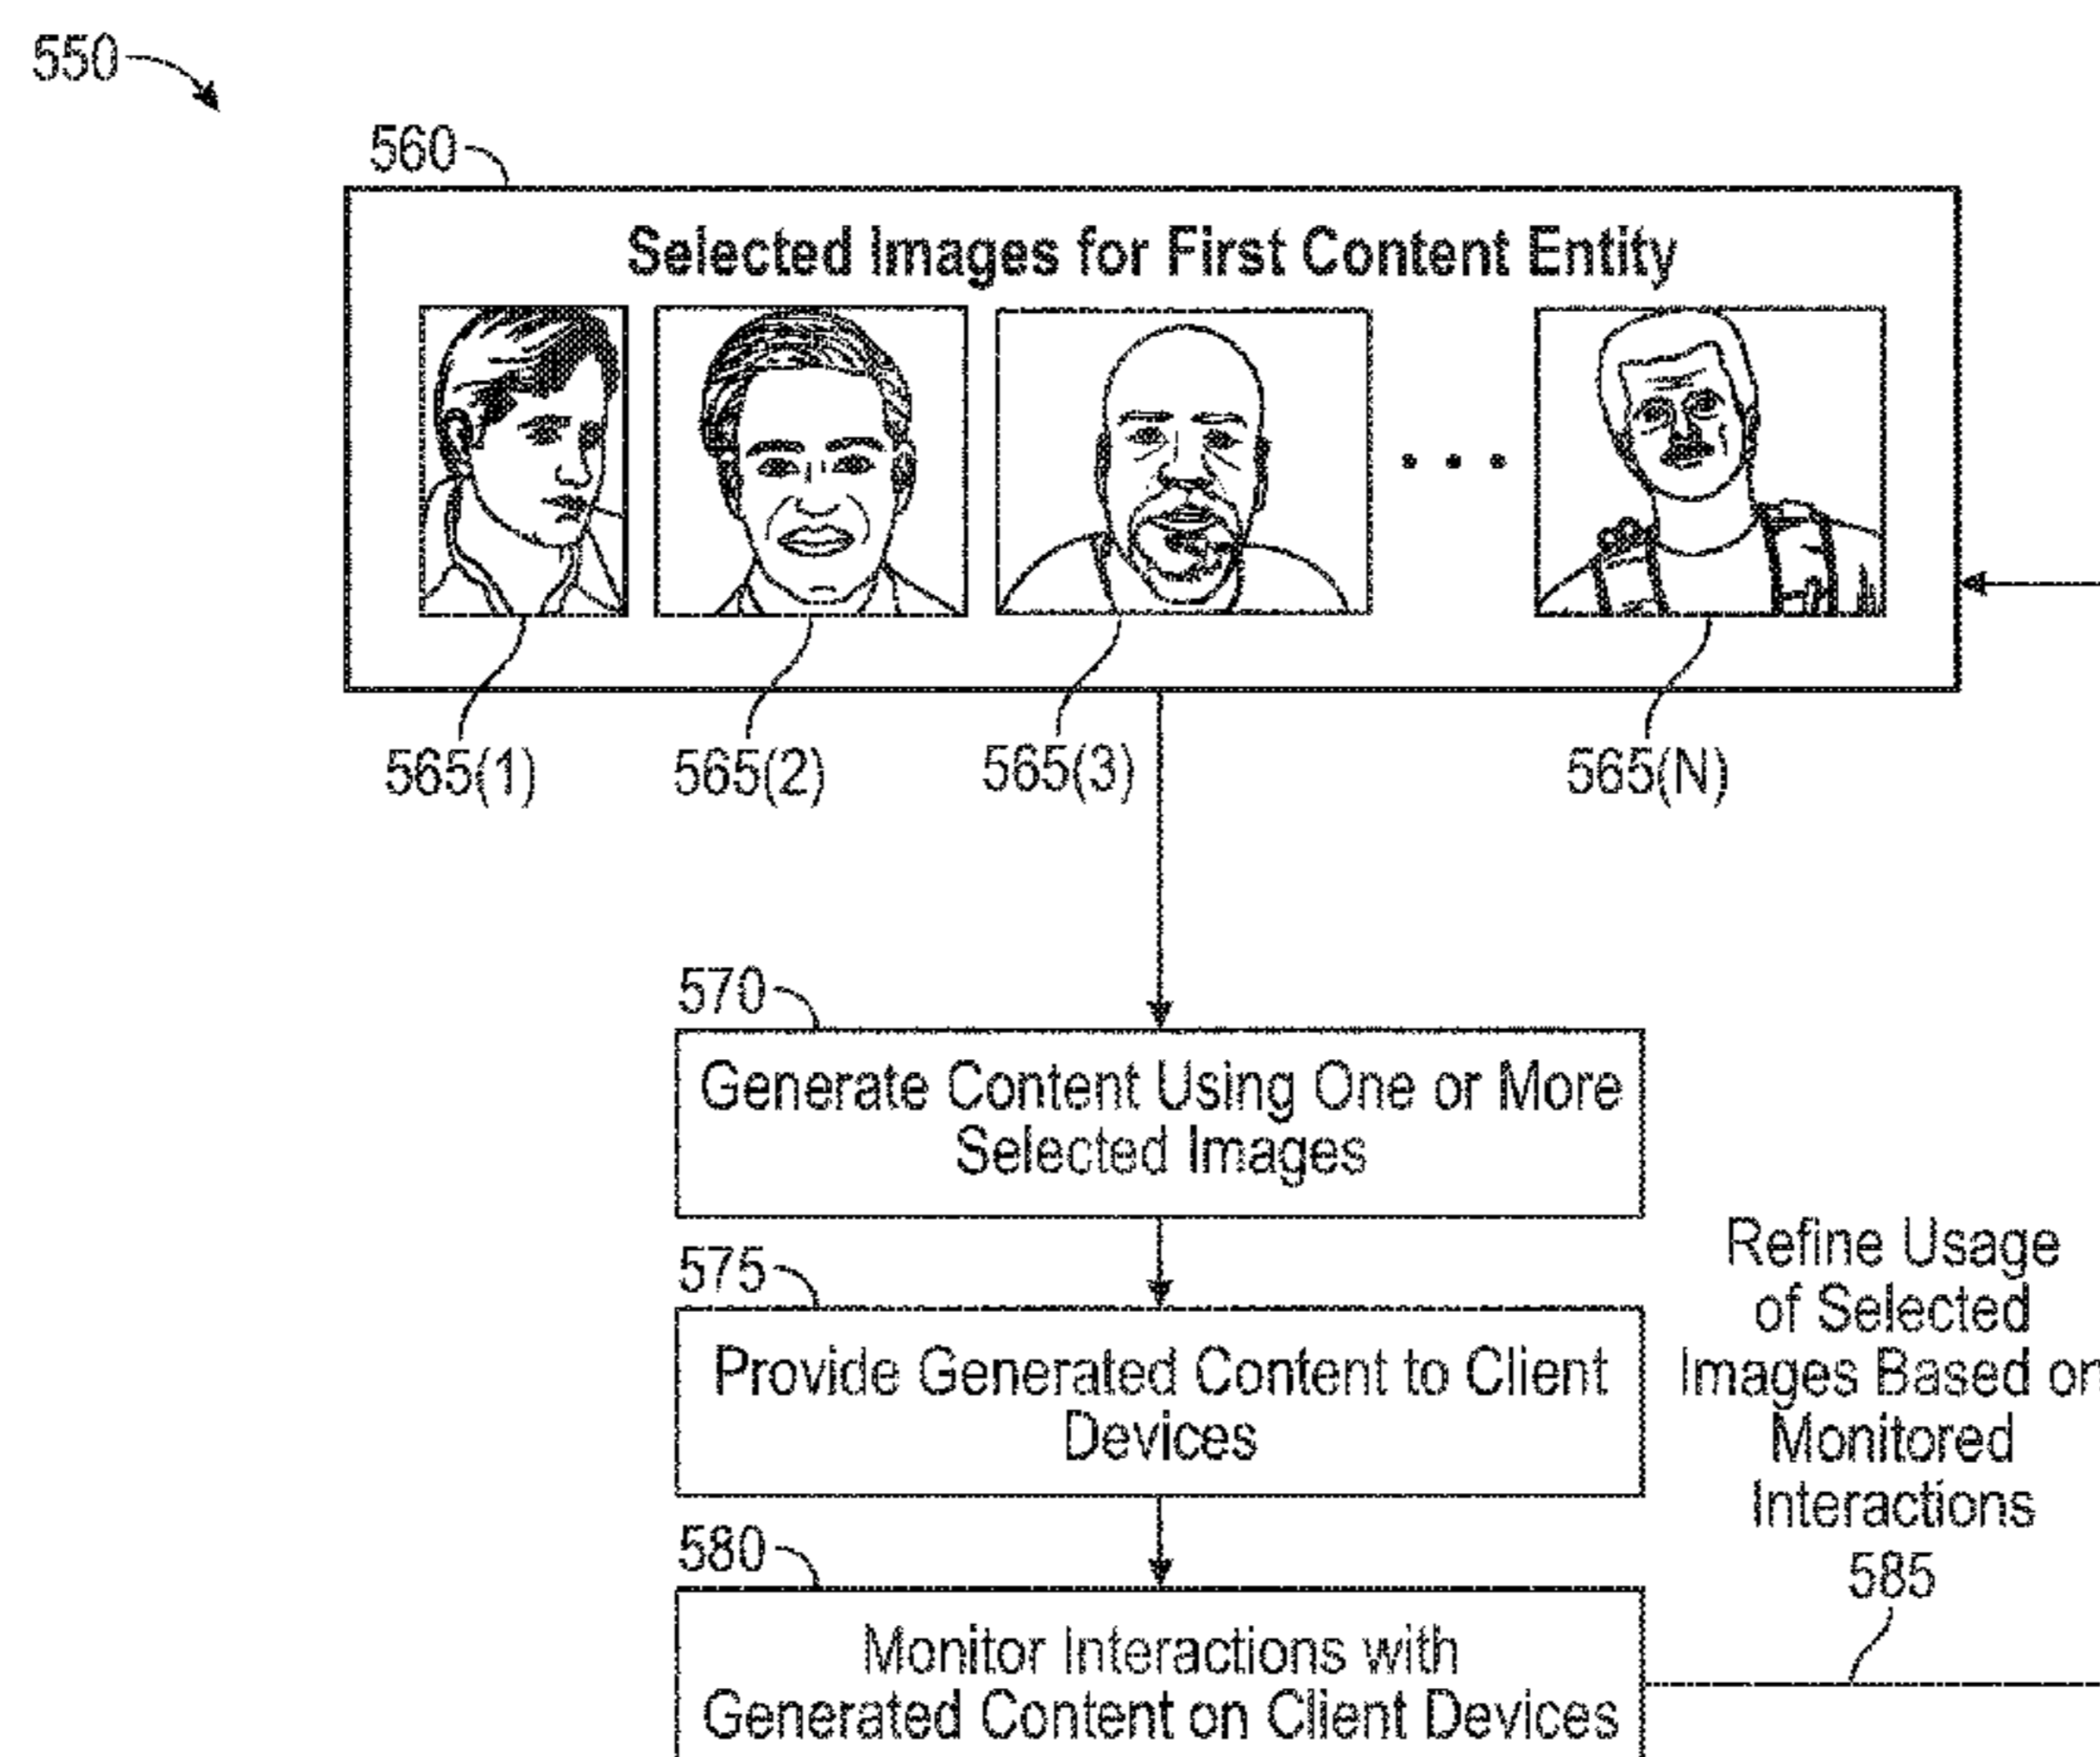 550
560
Selected Images for First Content Entity
565(1) 565(2) 565(3) 565(N)
570
Generate Content Using One or More
Selected Images
575
Provide Generated Content to Client
Devices
Refine Usage
of Selected
Images Based on
Monitored
Interactions
585
580
Monitor Interactions with
Generated Content on Client Devices